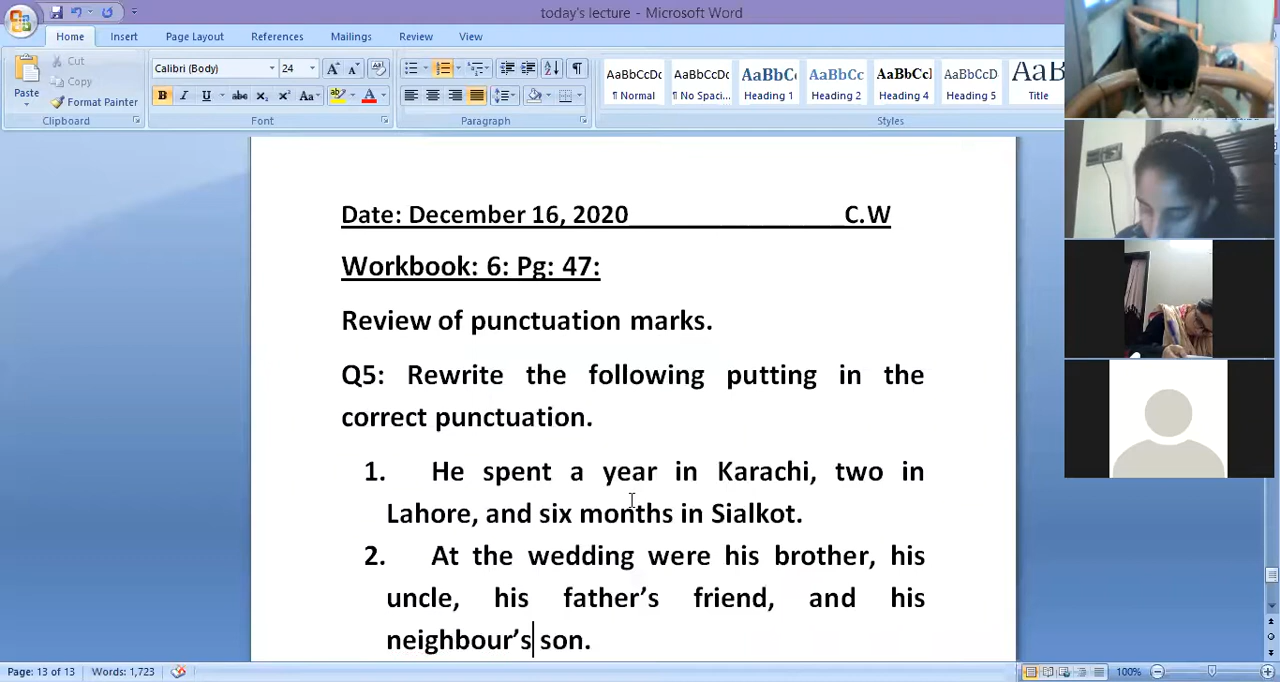 today's lecture - Microsoft Word
Home Insert Page Layout References Mailings Review View
Cut
Copy
Paste
Format Painter
Clipboard
Calibri (Body) 24
B I U abc X₂ X² Aa
Font
Paragraph
AaBbCcDc AaBbCcDc AaBbC AaBbCc AaBbCcI AaBbCcD AaB
¶ Normal ¶ No Spaci... Heading 1 Heading 2 Heading 4 Heading 5 Title
Styles
Date: December 16, 2020 C.W
Workbook: 6: Pg: 47:
Review of punctuation marks.
Q5: Rewrite the following putting in the
correct punctuation.
1. He spent a year in Karachi, two in
Lahore, and six months in Sialkot.
2. At the wedding were his brother, his
uncle, his father’s friend, and his
neighbour’s son.
Page: 13 of 13 Words: 1,723 100%